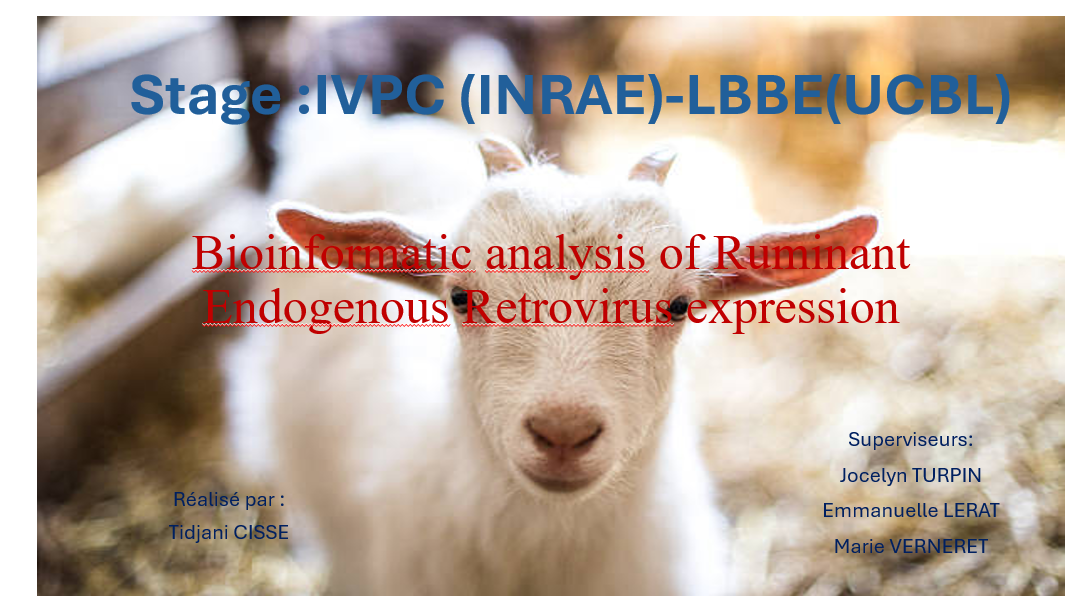 Stage :IVPC (INRAE)-LBBE(UCBL)
Bioinformatic analysis of Ruminant
Endogenous Retrovirus expression
Réalisé par :
Tidjani CISSE
Superviseurs:
Jocelyn TURPIN
Emmanuelle LERAT
Marie VERNERET